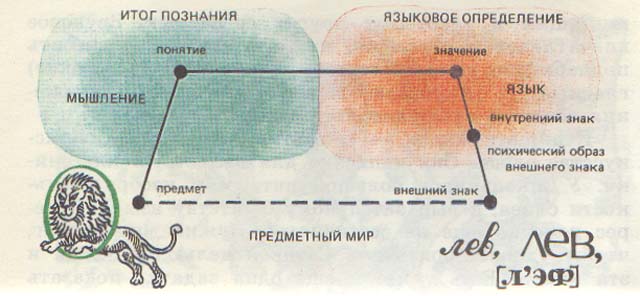 ИТОГ ПОЗНАНИЯ
ЯЗЫКОВОЕ ОПРЕДЕЛЕНИЕ
понятие
значение
МЫШЛЕНИЕ
ЯЗЫК
внутренний знак
психический образ
внешнего знака
предмет
внешний знак
ПРЕДМЕТНЫЙ МИР
лев, ЛЕВ,
[л'эф]